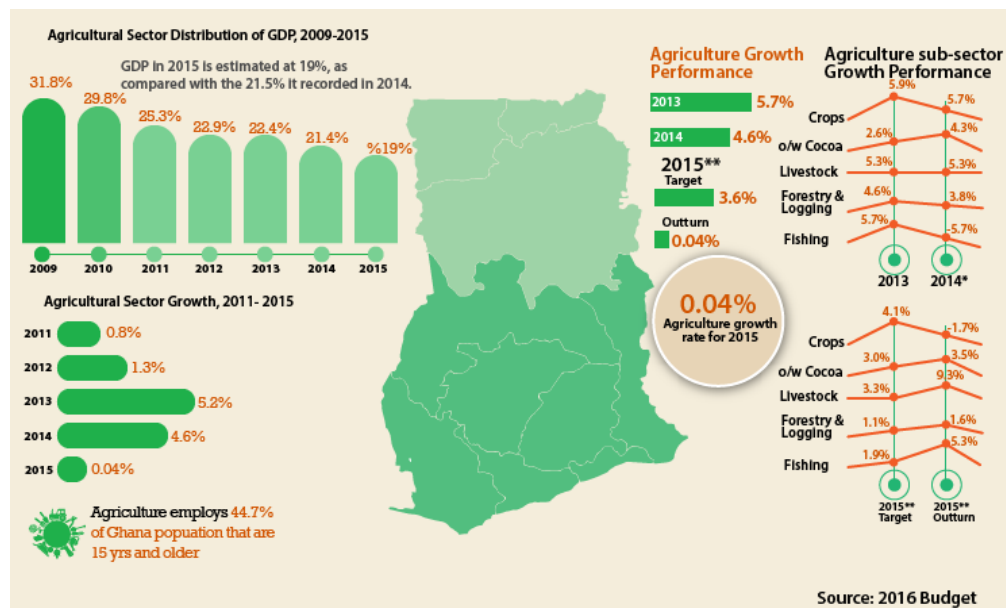 Agricultural Sector Distribution of GDP, 2009-2015
GDP in 2015 is estimated at 19%, as
compared with the 21.5% it recorded in 2014.
31.8%
29.8%
25.3%
22.9%
22.4%
21.4%
%19%
2009
2010
2011
2012
2013
2014
2015
Agricultural Sector Growth, 2011- 2015
2011
0.8%
2012
1.3%
2013
5.2%
2014
4.6%
2015
0.04%
Agriculture employs 44.7%
of Ghana popuation that are
15 yrs and older
Agriculture Growth
Performance
2013
5.7%
2014
4.6%
2015**
Target
3.6%
Outturn
0.04%
0.04%
Agriculture growth
rate for 2015
Agriculture sub-sector
Growth Performance
5.9%
5.7%
Crops
2.6%
4.3%
o/w Cocoa
5.3%
5.3%
Livestock
4.6%
3.8%
Forestry &
Logging
5.7%
-5.7%
Fishing
2013
2014*
4.1%
-1.7%
Crops
3.0%
3.5%
o/w Cocoa
9.3%
3.3%
Livestock
1.1%
1.6%
Forestry &
Logging
5.3%
1.9%
Fishing
2015**
Target
2015**
Outturn
Source: 2016 Budget